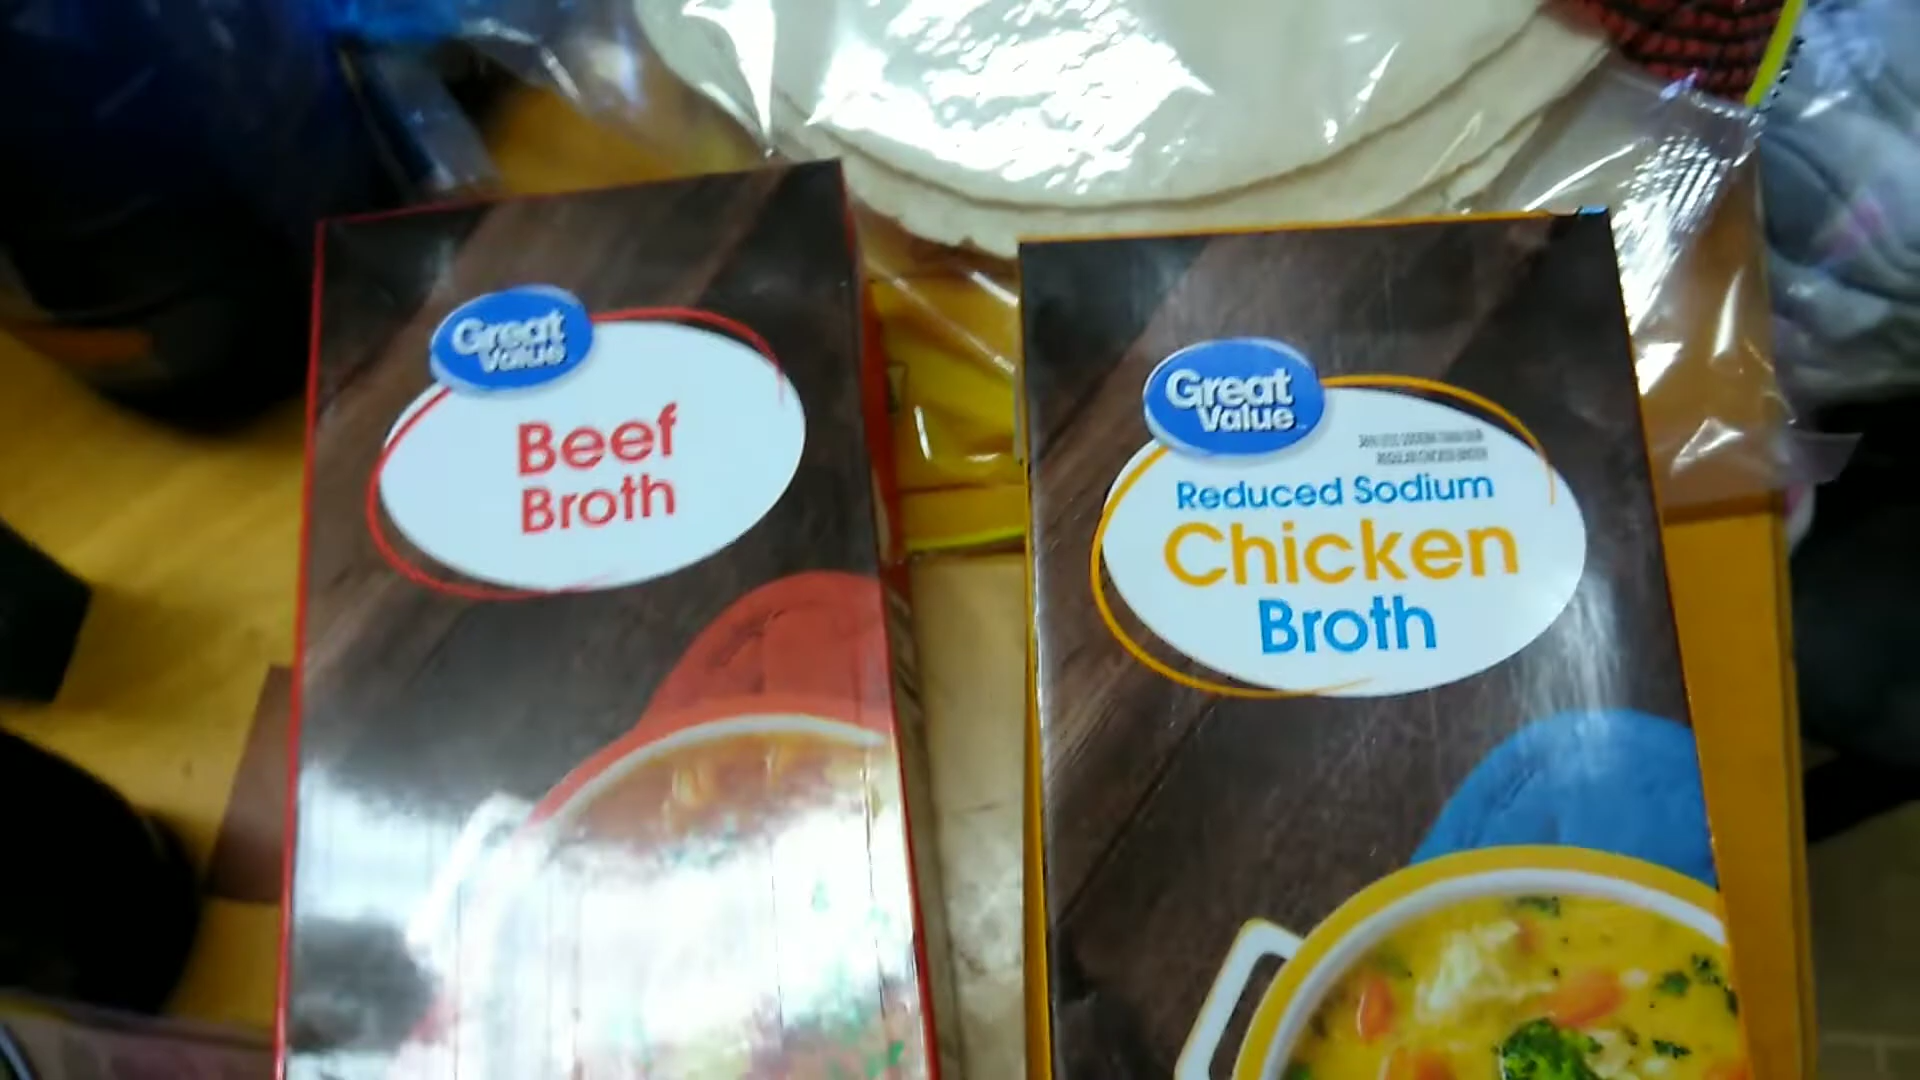 Great
Value
Beef
Broth
Great
Value
Reduced Sodium
Chicken
Broth